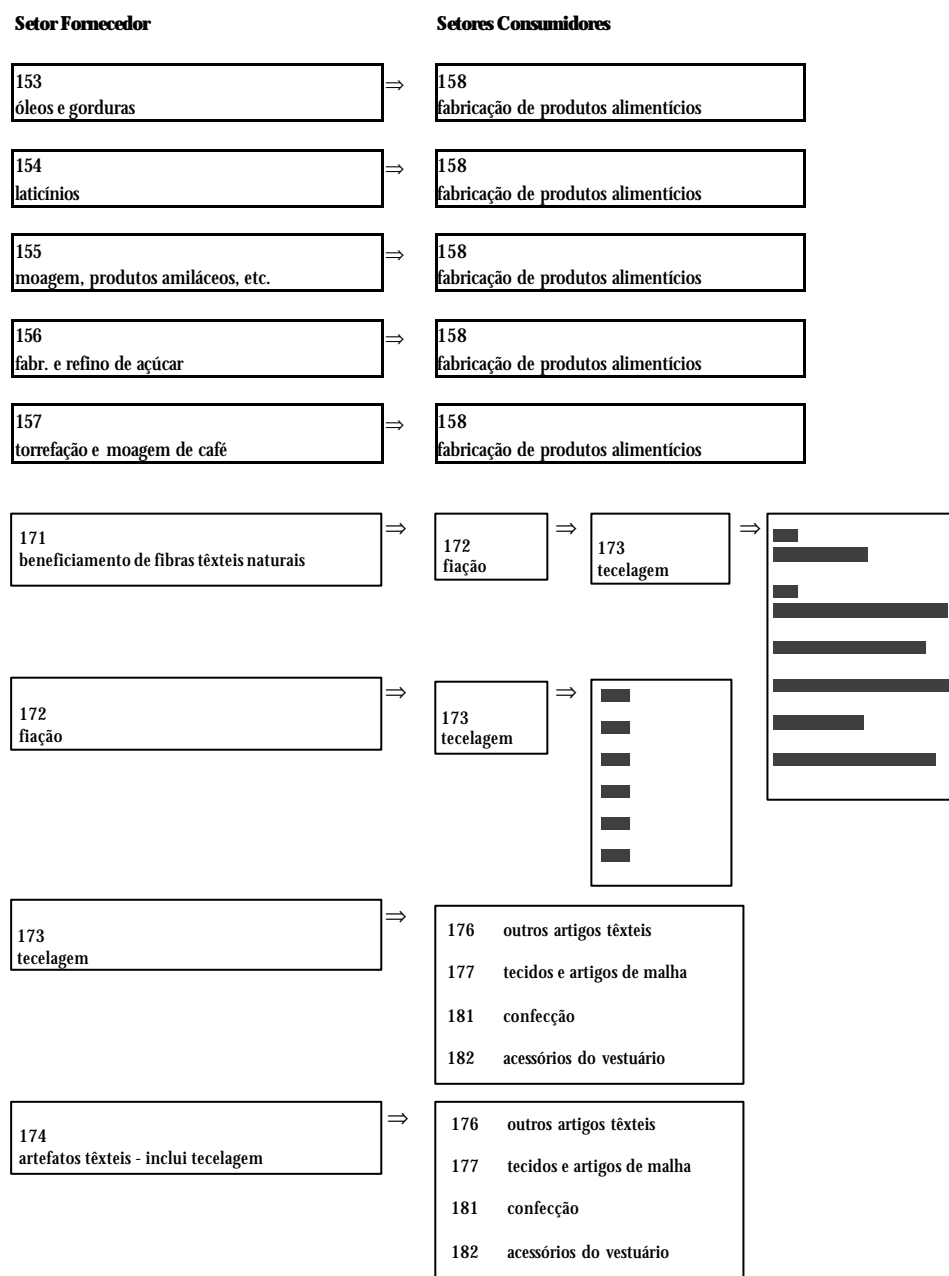 Setor Fornecedor
Setores Consumidores
153
óleos e gorduras
⇒
158
fabricação de produtos alimentícios
154
laticínios
⇒
158
fabricação de produtos alimentícios
155
moagem, produtos amiláceos, etc.
⇒
158
fabricação de produtos alimentícios
156
fabr. e refino de açúcar
⇒
158
fabricação de produtos alimentícios
157
torrefação e moagem de café
⇒
158
fabricação de produtos alimentícios
171
beneficiamento de fibras têxteis naturais
⇒
172
fiação
⇒
173
tecelagem
⇒
172
fiação
⇒
173
tecelagem
⇒
173
tecelagem
⇒
176 outros artigos têxteis
177 tecidos e artigos de malha
181 confecção
182 acessórios do vestuário
174
artefatos têxteis - inclui tecelagem
⇒
176 outros artigos têxteis
177 tecidos e artigos de malha
181 confecção
182 acessórios do vestuário